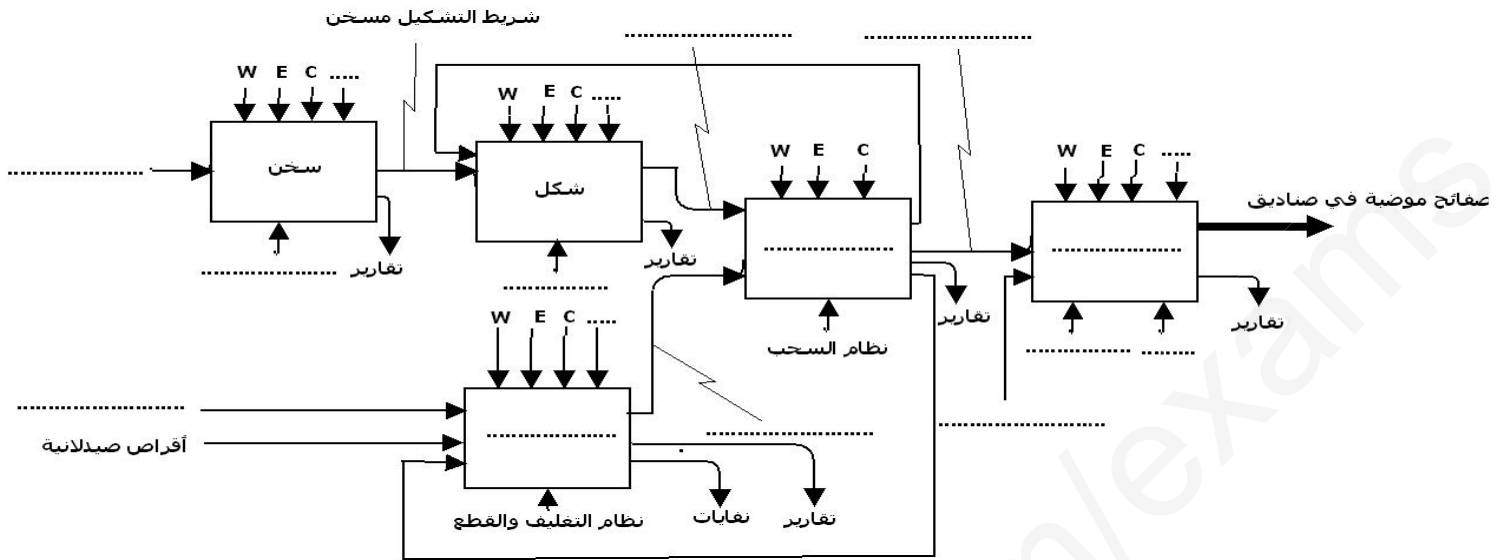 شريط التشكيل مسخن
......................
......................
W E C .....
W E C .....
W E C
W E C .....
......................
سخن
شكل
......................
......................
صفائح موضبة في صناديق
......................
تقارير
......................
تقارير
نظام السحب
تقارير
......................
.......
تقارير
W E C .....
......................
أقراص صيدلانية
......................
......................
......................
نظام التغليف والقطع
نفايات
تقارير
m/exams